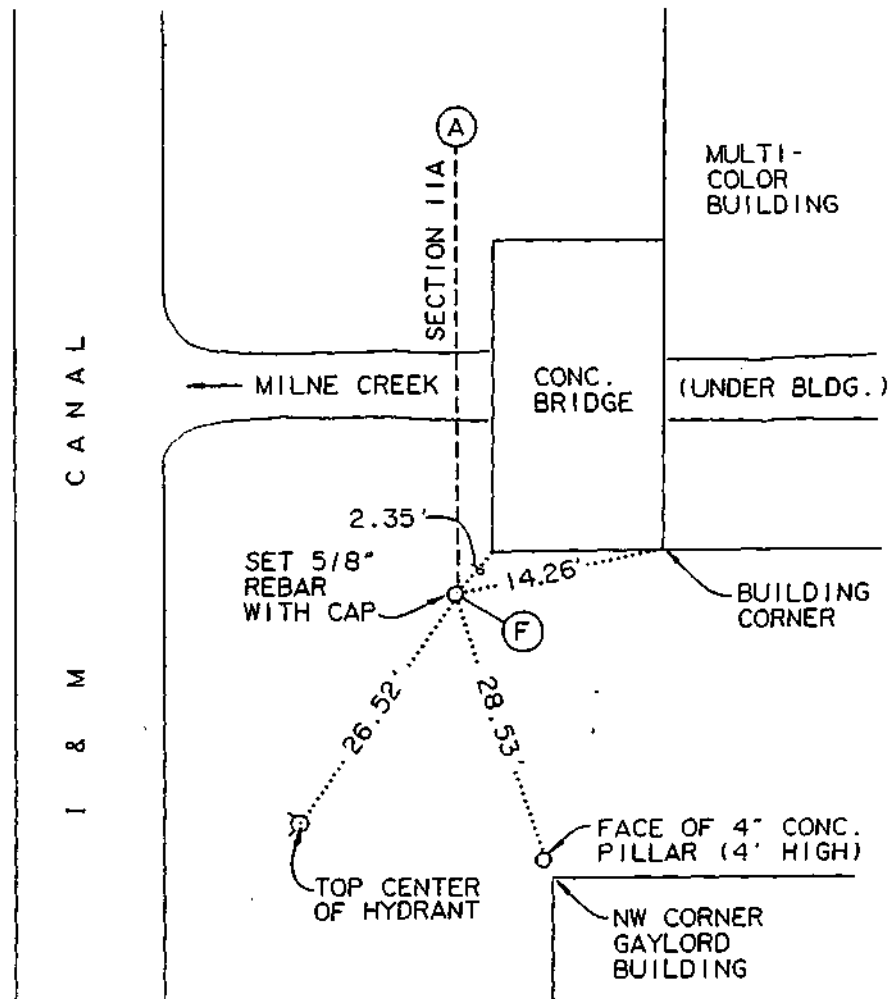 A
SECTION 11A
MULTI-
COLOR
BUILDING
I & M CANAL
MILNE CREEK
CONC.
BRIDGE
(UNDER BLDG.)
2.35'
SET 5/8"
REBAR
WITH CAP
14.26'
BUILDING
CORNER
F
26.52'
28.53'
FACE OF 4" CONC.
PILLAR (4' HIGH)
TOP CENTER
OF HYDRANT
NW CORNER
GAYLORD
BUILDING